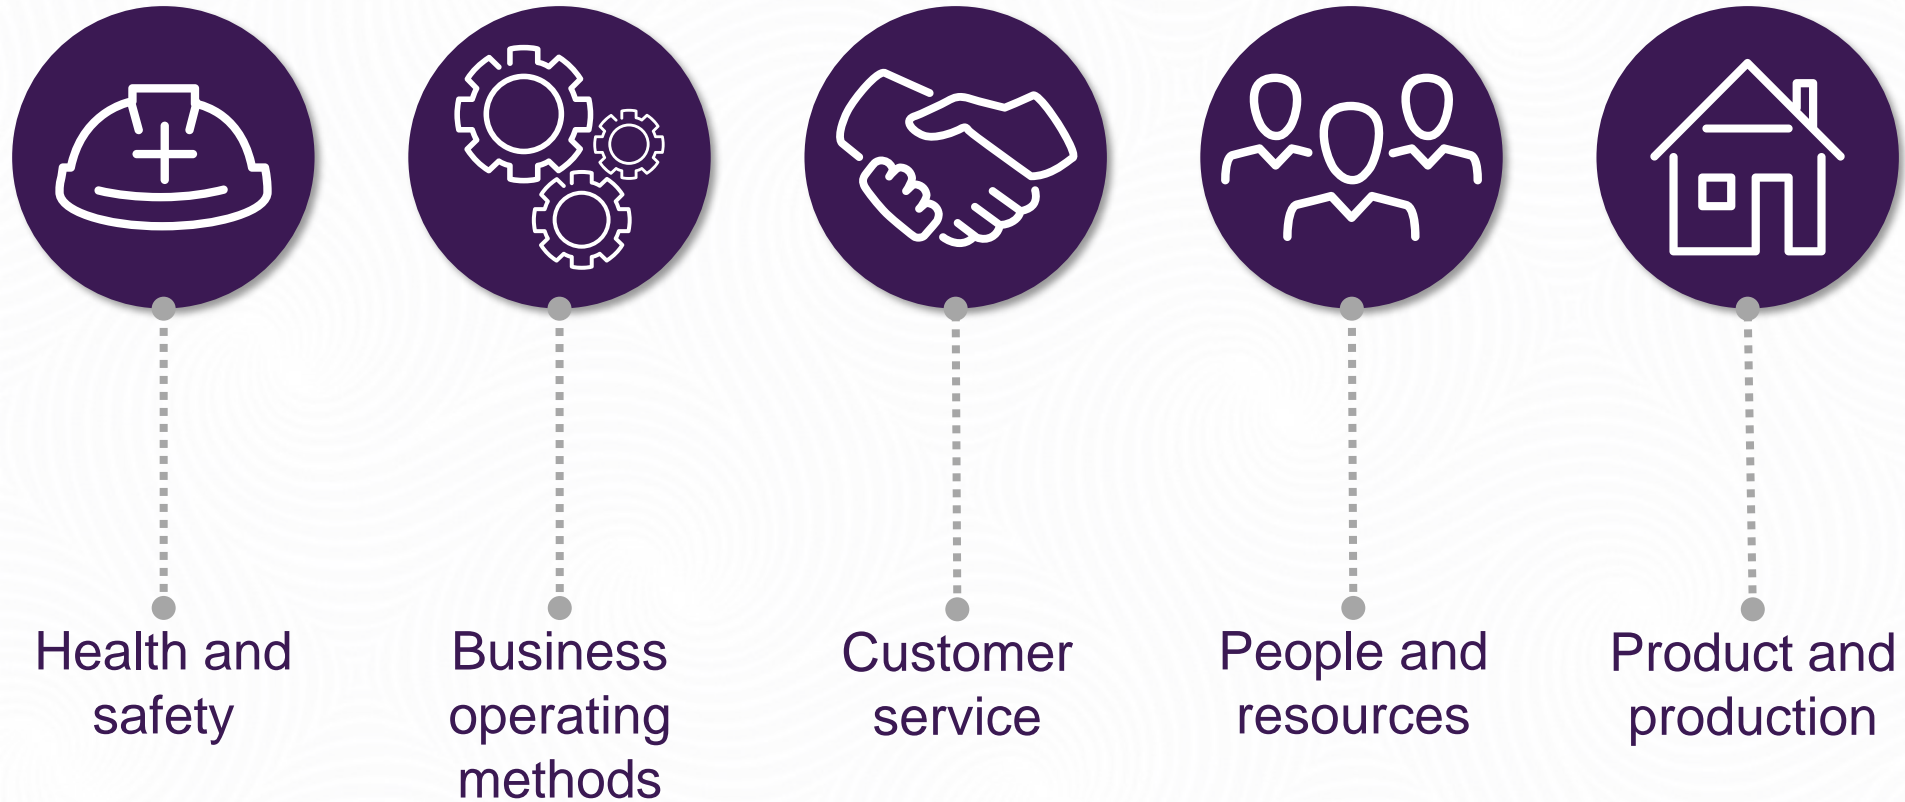 Health and
safety
Business
operating
methods
Customer
service
People and
resources
Product and
production